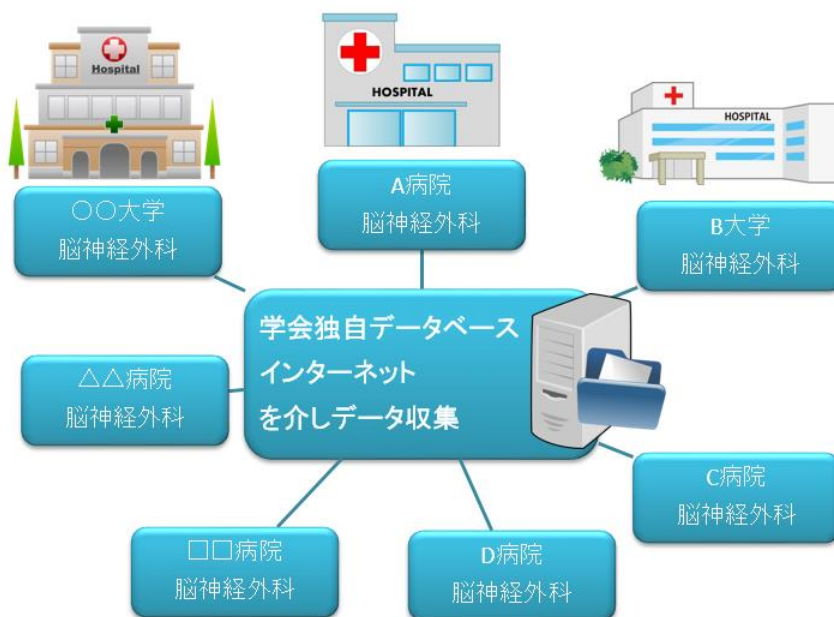 Hospital
HOSPITAL
HOSPITAL
○○大学
脳神経外科
A病院
脳神経外科
B大学
脳神経外科
学会独自データベース
インターネット
を介しデータ収集
△△病院
脳神経外科
C病院
脳神経外科
□□病院
脳神経外科
D病院
脳神経外科